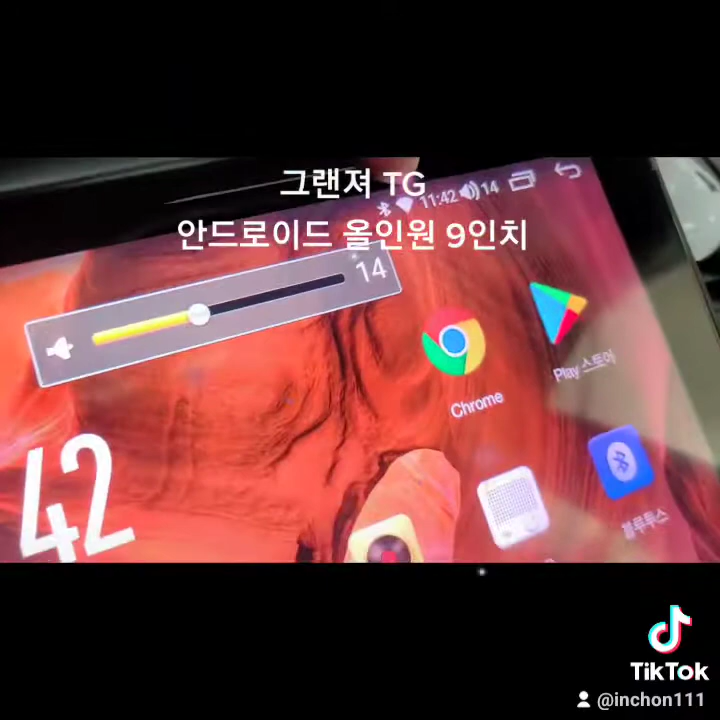 그랜져 TG
11:42 14
안드로이드 올인원 9인치
14
Chrome
Play 스토어
42
블루투스
TikTok
@inchon111